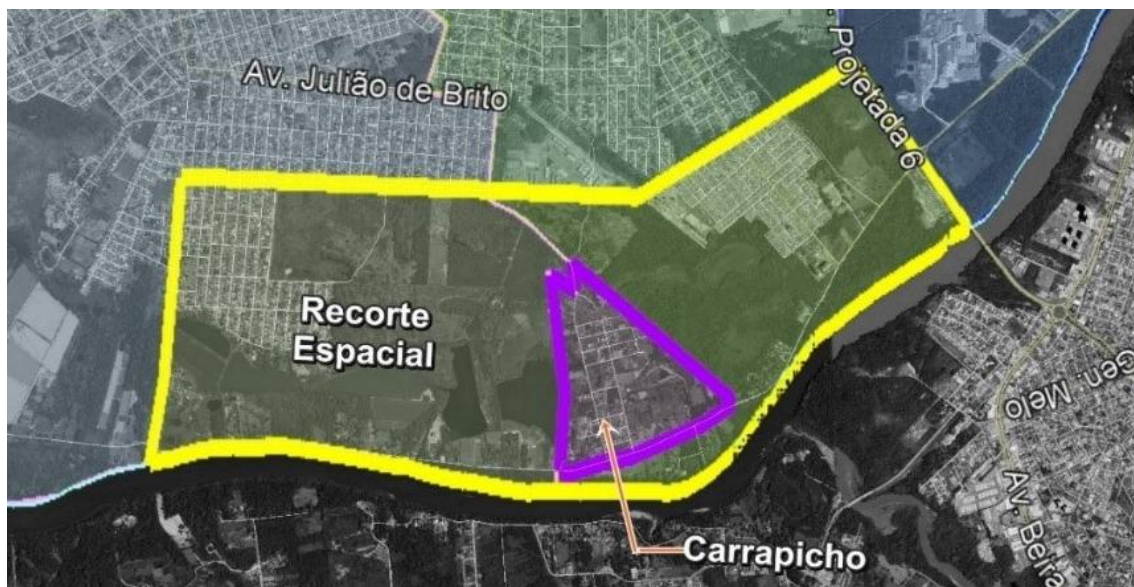 Av. Julião de Brito
Projetada 6
Recorte
Espacial
Gen. Melo
Carrapicho
Av. Beira